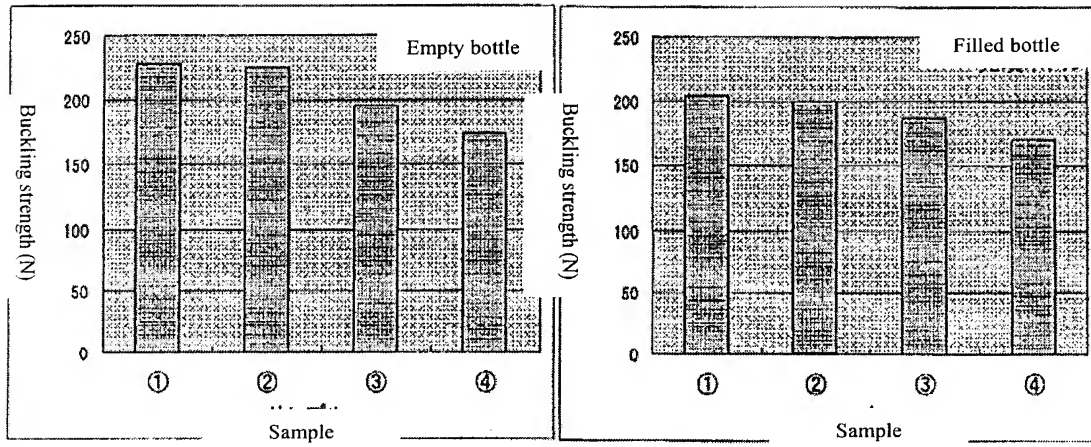 Empty bottle
Buckling strength (N)
250
200
150
100
50
0
① ② ③ ④
Sample
Filled bottle
Buckling strength (N)
250
200
150
100
50
0
① ② ③ ④
Sample